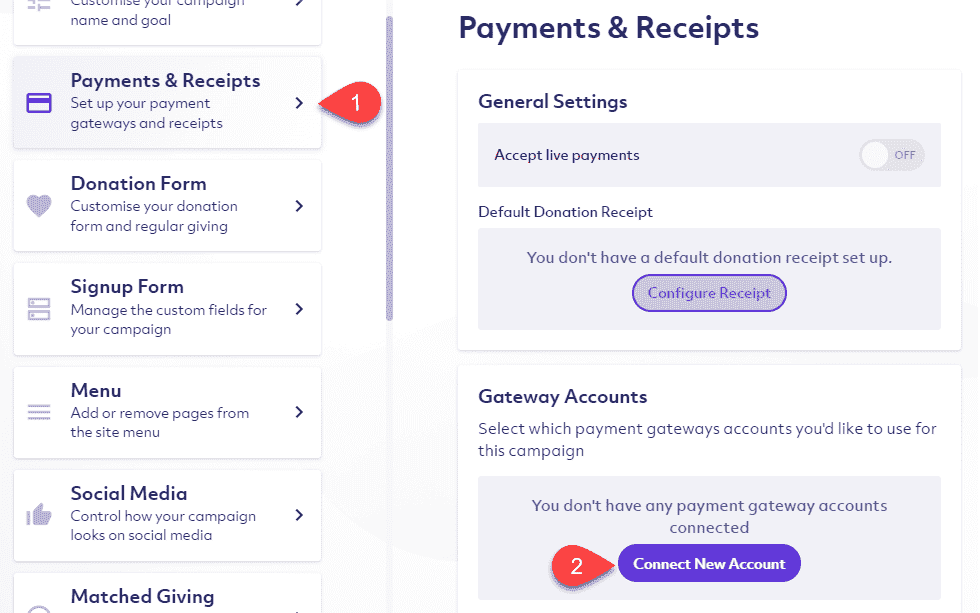 Customise your campaign
name and goal
Payments & Receipts
Set up your payment
gateways and receipts
1
Donation Form
Customise your donation
form and regular giving
Signup Form
Manage the custom fields for
your campaign
Menu
Add or remove pages from
the site menu
Social Media
Control how your campaign
looks on social media
Matched Giving
Payments & Receipts
General Settings
Accept live payments
OFF
Default Donation Receipt
You don't have a default donation receipt set up.
Configure Receipt
Gateway Accounts
Select which payment gateways accounts you'd like to use for
this campaign
You don't have any payment gateway accounts
connected
2
Connect New Account